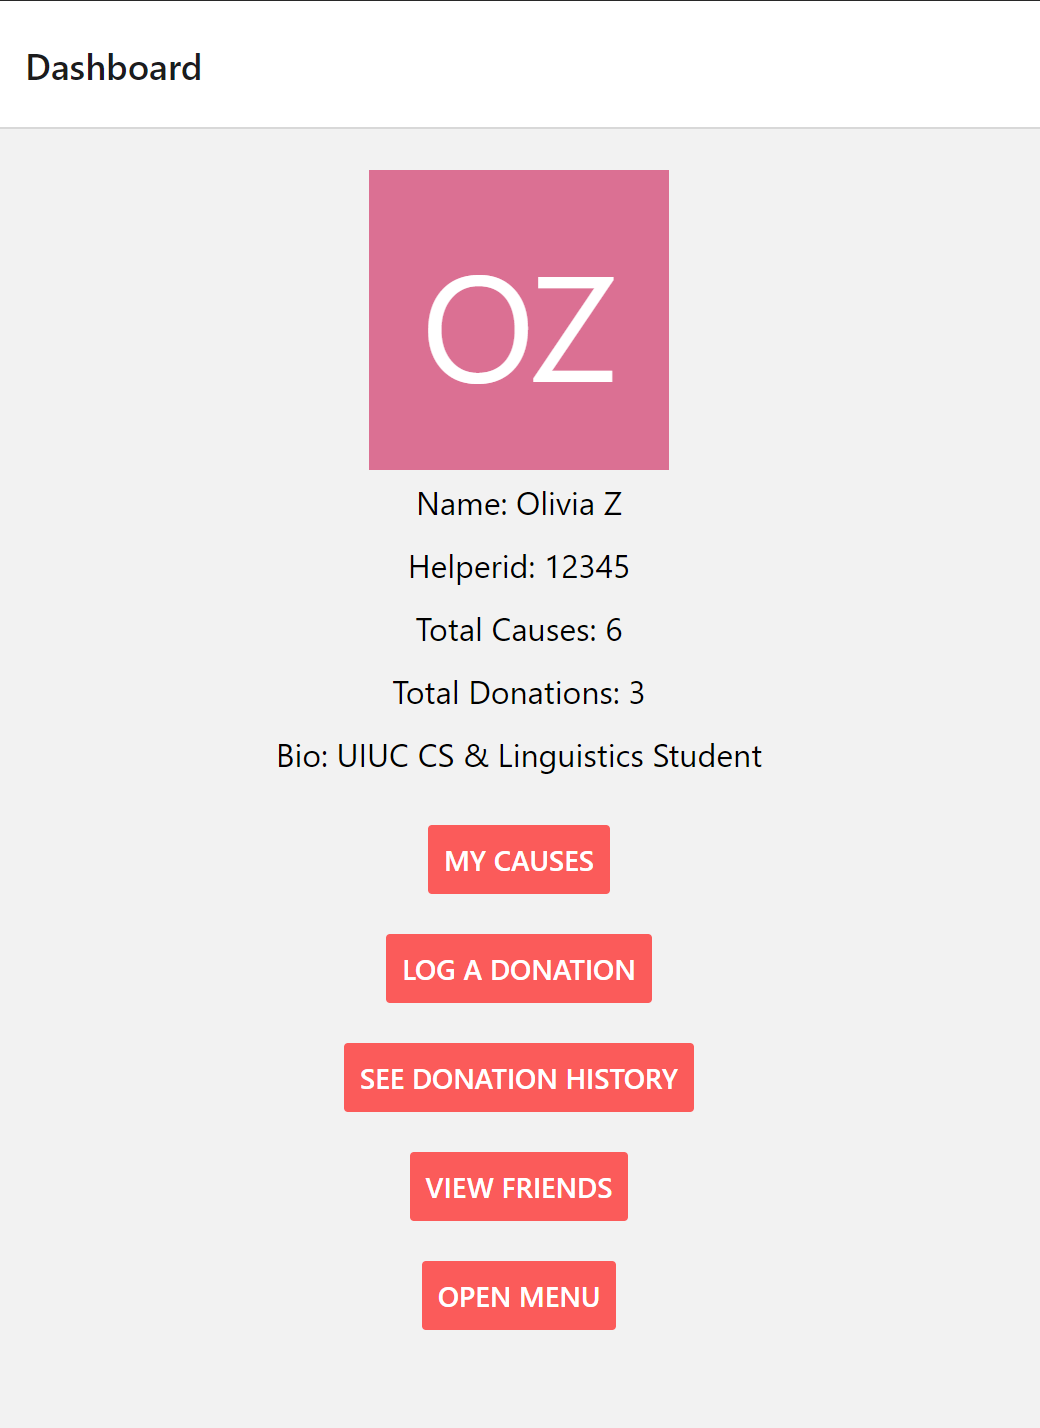 Dashboard
OZ
Name: Olivia Z
Helperid: 12345
Total Causes: 6
Total Donations: 3
Bio: UIUC CS & Linguistics Student
MY CAUSES
LOG A DONATION
SEE DONATION HISTORY
VIEW FRIENDS
OPEN MENU